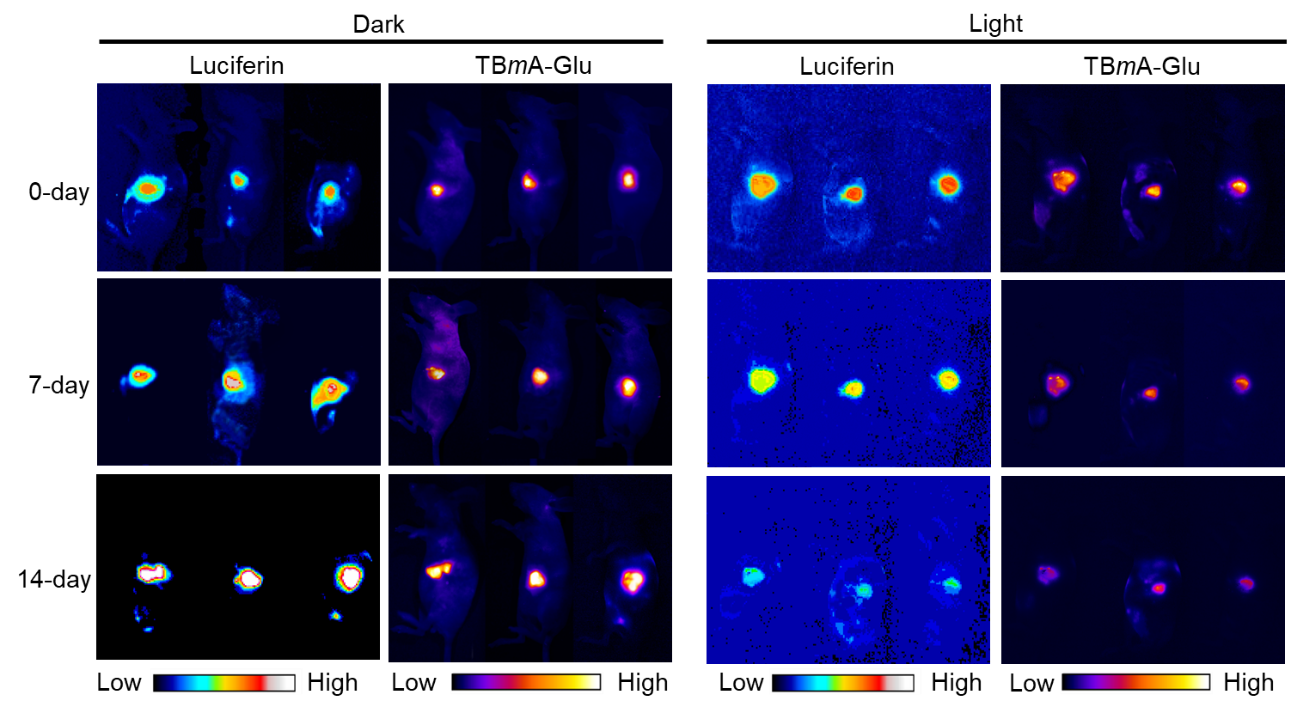 Dark
Light
Luciferin
TBmA-Glu
Luciferin
TBmA-Glu
0-day
7-day
14-day
Low High Low High Low High Low High